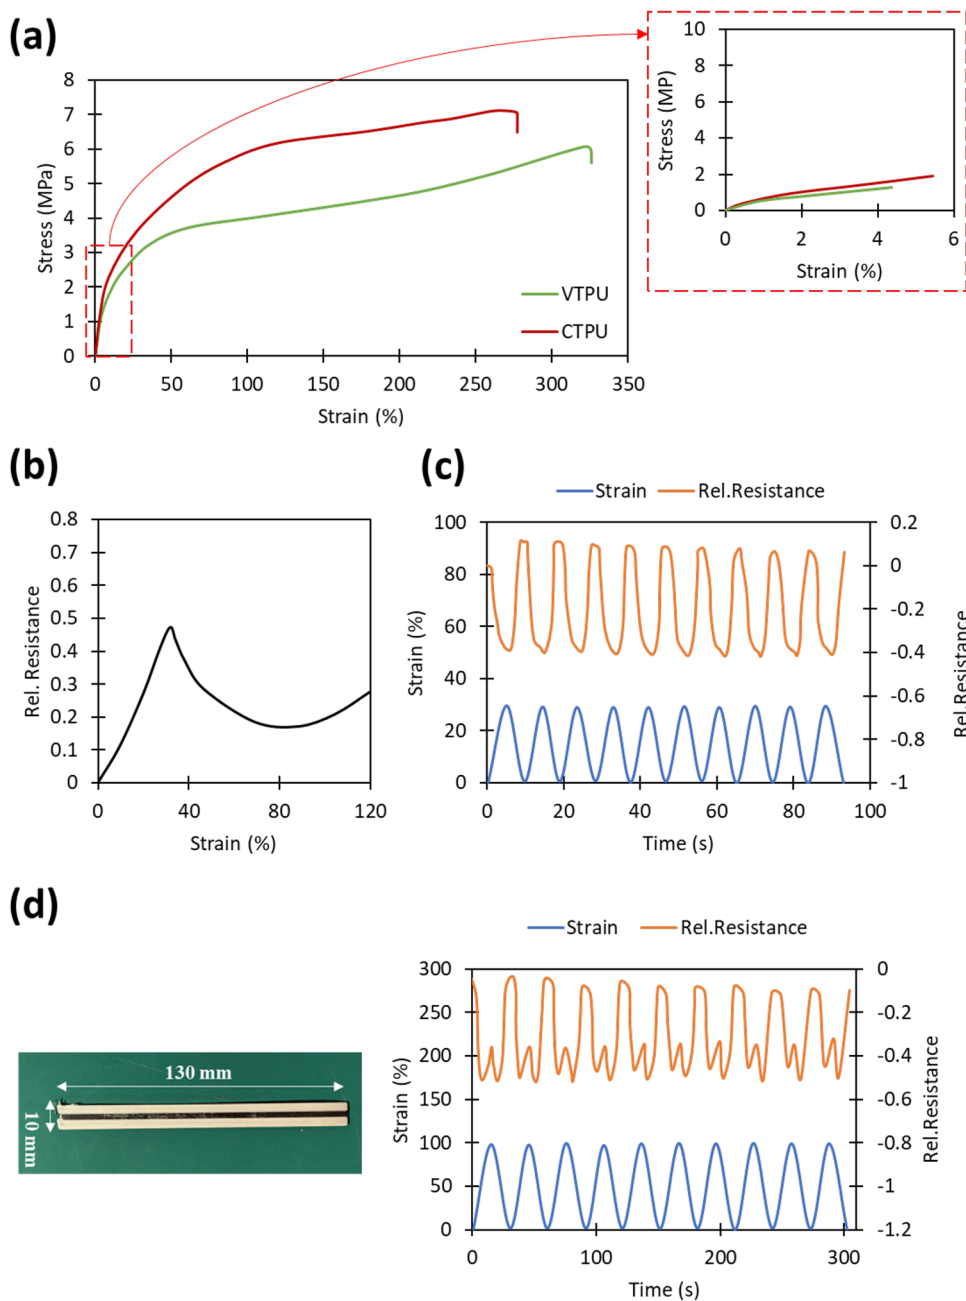 (a)
8
7
6
5
4
3
2
1
0
Stress (MPa)
0 50 100 150 200 250 300 350
Strain (%)
VTPU
CTPU
10
8
6
4
2
0
Stress (MP)
0 2 4 6
Strain (%)
(b)
0.8
0.7
0.6
0.5
0.4
0.3
0.2
0.1
0
Rel. Resistance
0 40 80 120
Strain (%)
(c)
Strain Rel.Resistance
100
80
60
40
20
0
Strain (%)
0.2
0
-0.2
-0.4
-0.6
-0.8
-1
Rel.Resistance
0 20 40 60 80 100
Time (s)
(d)
130 mm
10 mm
Strain Rel.Resistance
300
250
200
150
100
50
0
Strain (%)
0
-0.2
-0.4
-0.6
-0.8
-1
-1.2
Rel.Resistance
0 100 200 300
Time (s)